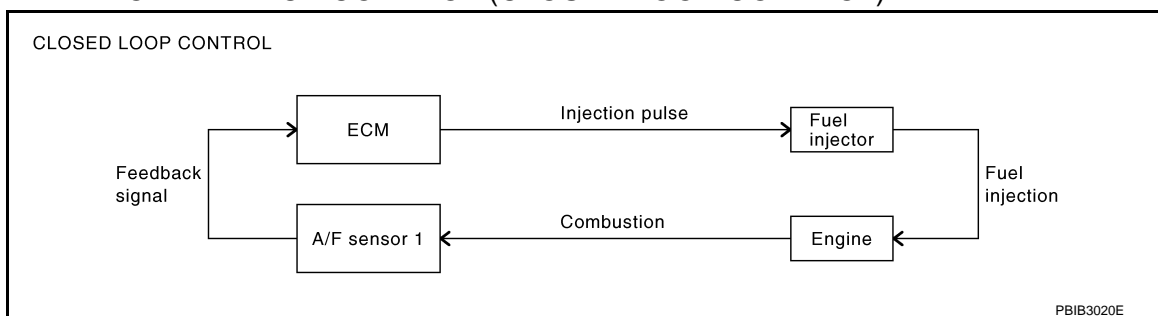 CLOSED LOOP CONTROL
ECM
Injection pulse
Fuel
injector
Feedback
signal
Fuel
injection
A/F sensor 1
Combustion
Engine
PBIB3020E